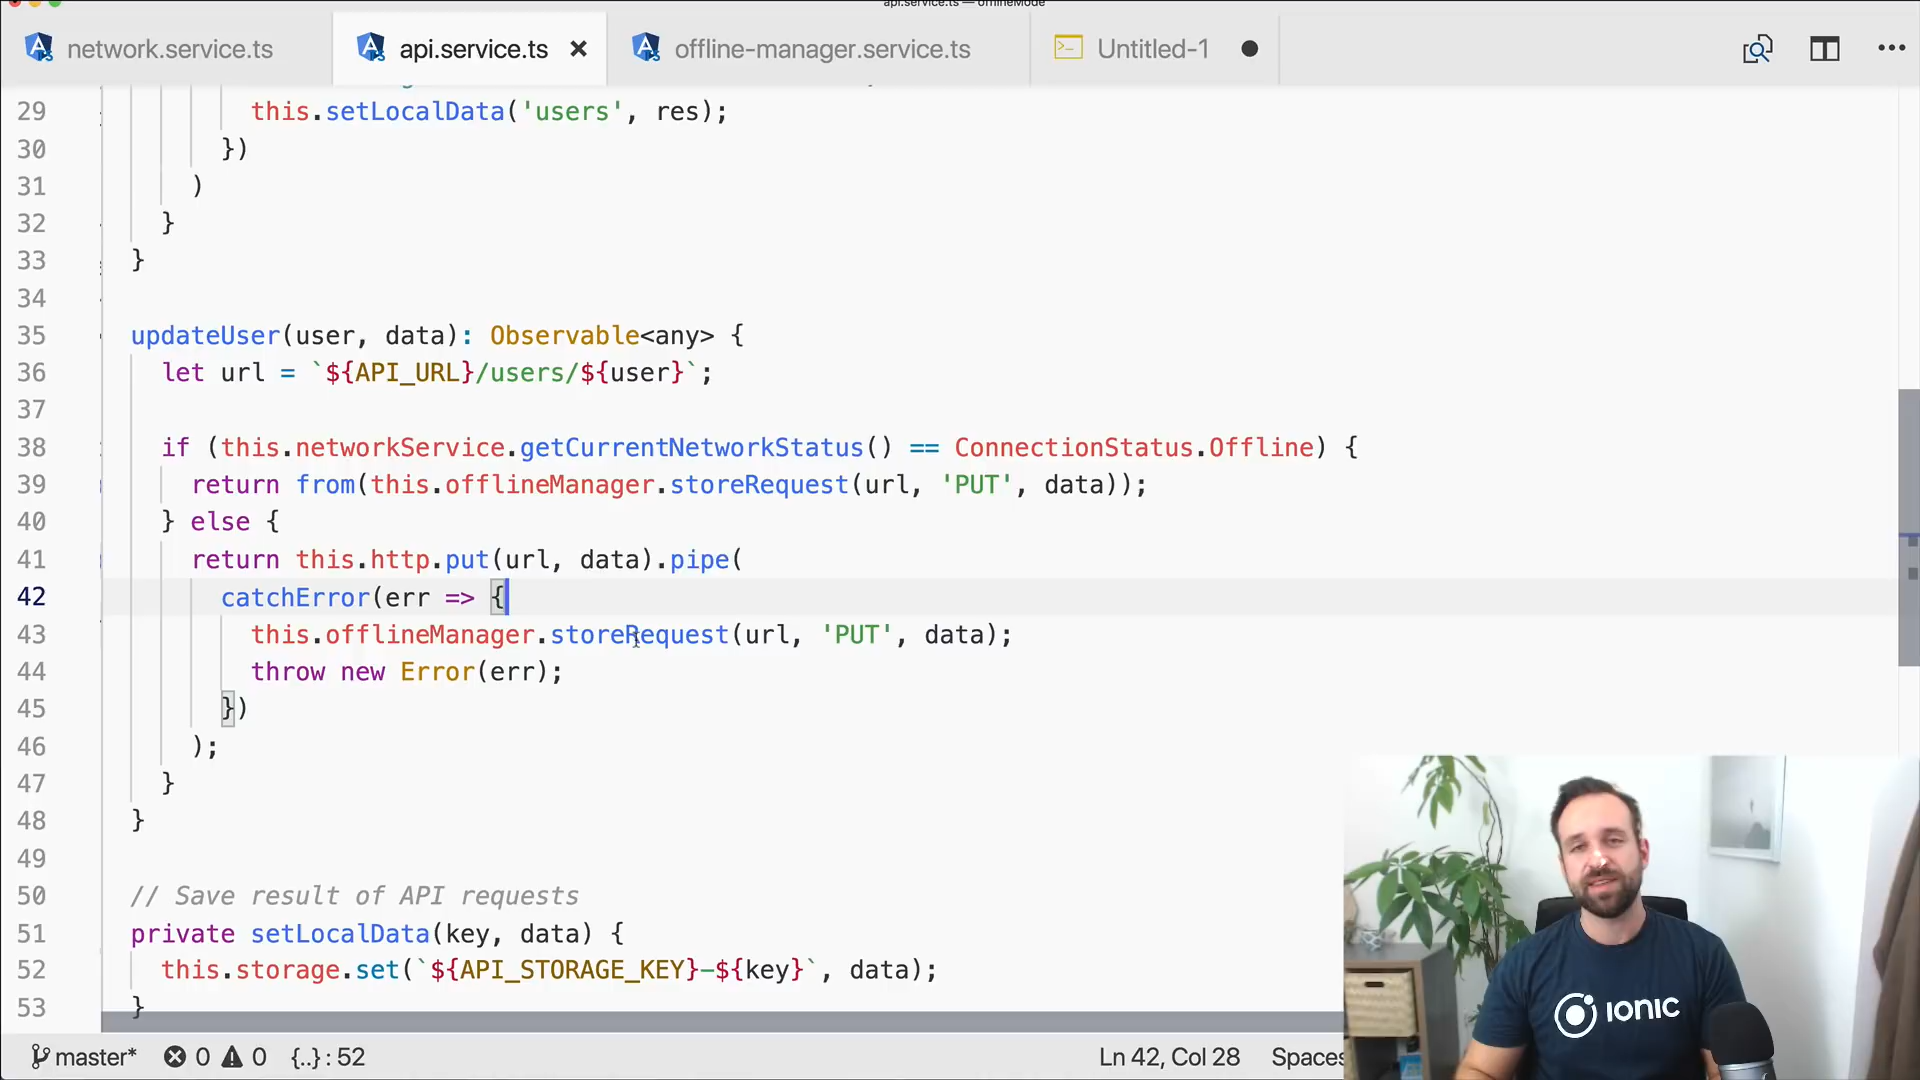 api.service.ts — offlineMode
network.service.ts
api.service.ts
offline-manager.service.ts
Untitled-1
29 this.setLocalData('users', res);
30 })
31 )
32 }
33 }
34
35 updateUser(user, data): Observable<any> {
36 let url = `${API_URL}/users/${user}`;
37
38 if (this.networkService.getCurrentNetworkStatus() == ConnectionStatus.Offline) {
39 return from(this.offlineManager.storeRequest(url, 'PUT', data));
40 } else {
41 return this.http.put(url, data).pipe(
42 catchError(err => {
43 this.offlineManager.storeRequest(url, 'PUT', data);
44 throw new Error(err);
45 })
46 );
47 }
48 }
49
50 // Save result of API requests
51 private setLocalData(key, data) {
52 this.storage.set(`${API_STORAGE_KEY}-${key}`, data);
53 }
IONIC
master* 0 0 {..} : 52 Ln 42, Col 28 Spaces